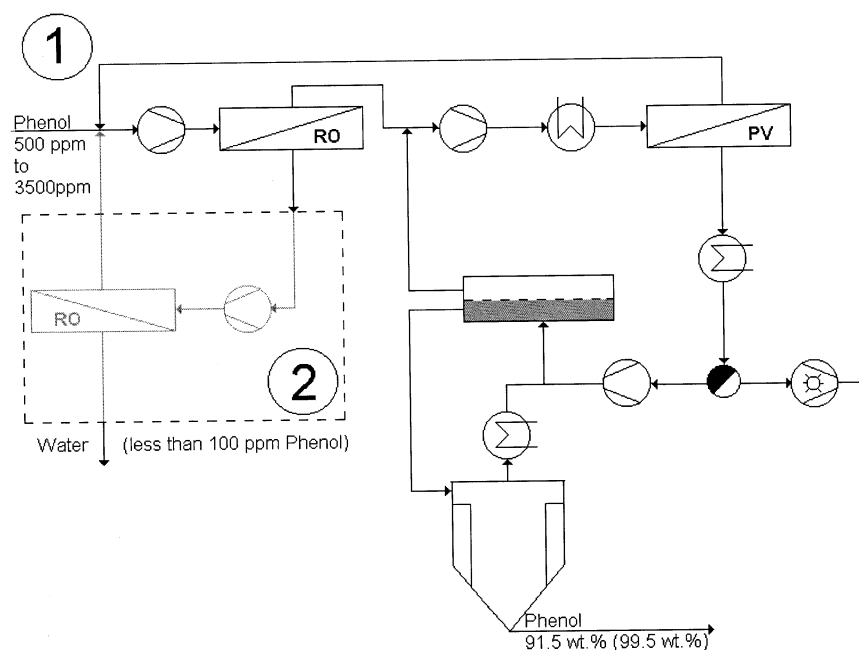 1
Phenol
500 ppm
to
3500ppm
RO
PV
RO
2
Water (less than 100 ppm Phenol)
Phenol
91.5 wt.% (99.5 wt.%)